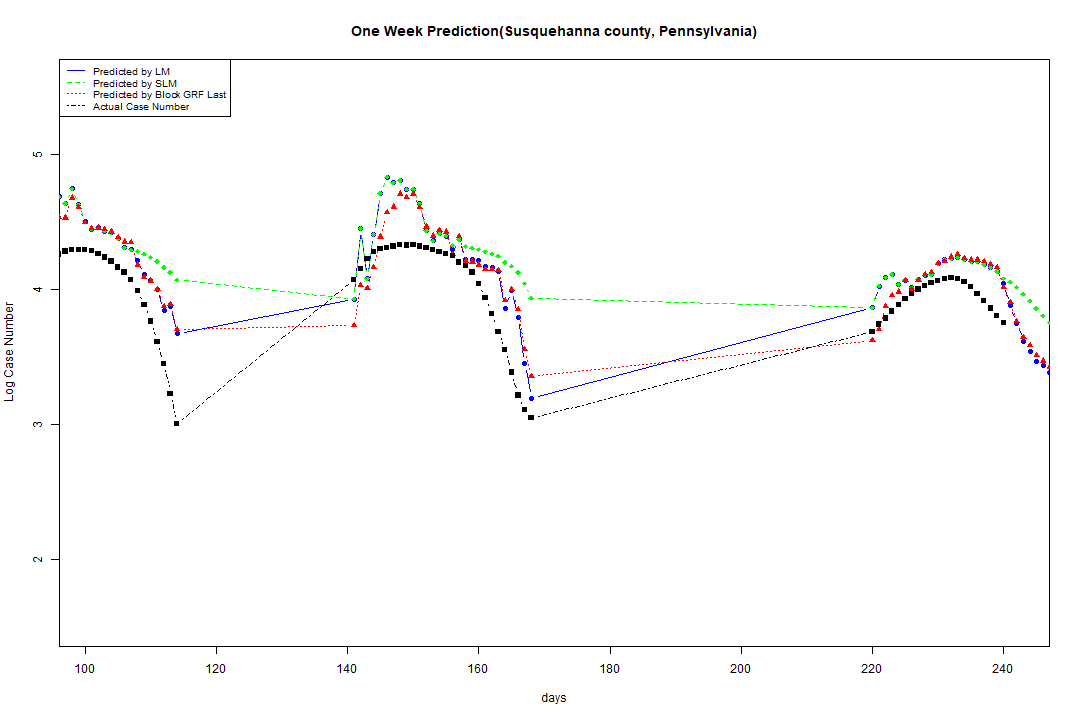 One Week Prediction(Susquehanna county, Pennsylvania)
Predicted by LM
Predicted by SLM
Predicted by Block GRF Last
Actual Case Number
5
4
3
2
Log Case Number
100 120 140 160 180 200 220 240
days